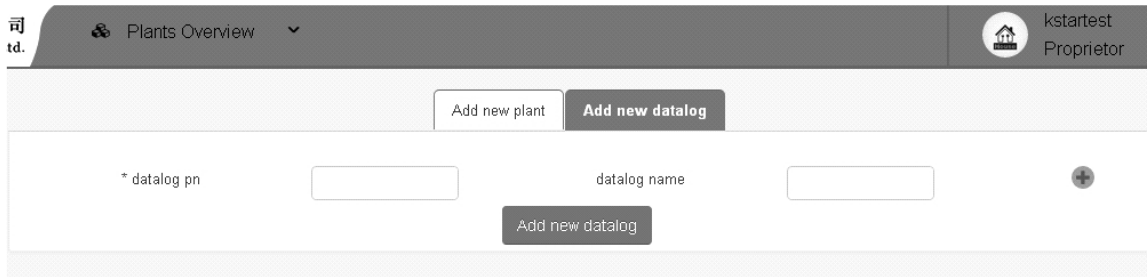 司
td.
Plants Overview
kstartest
Proprietor
Add new plant
Add new datalog
* datalog pn
datalog name
Add new datalog